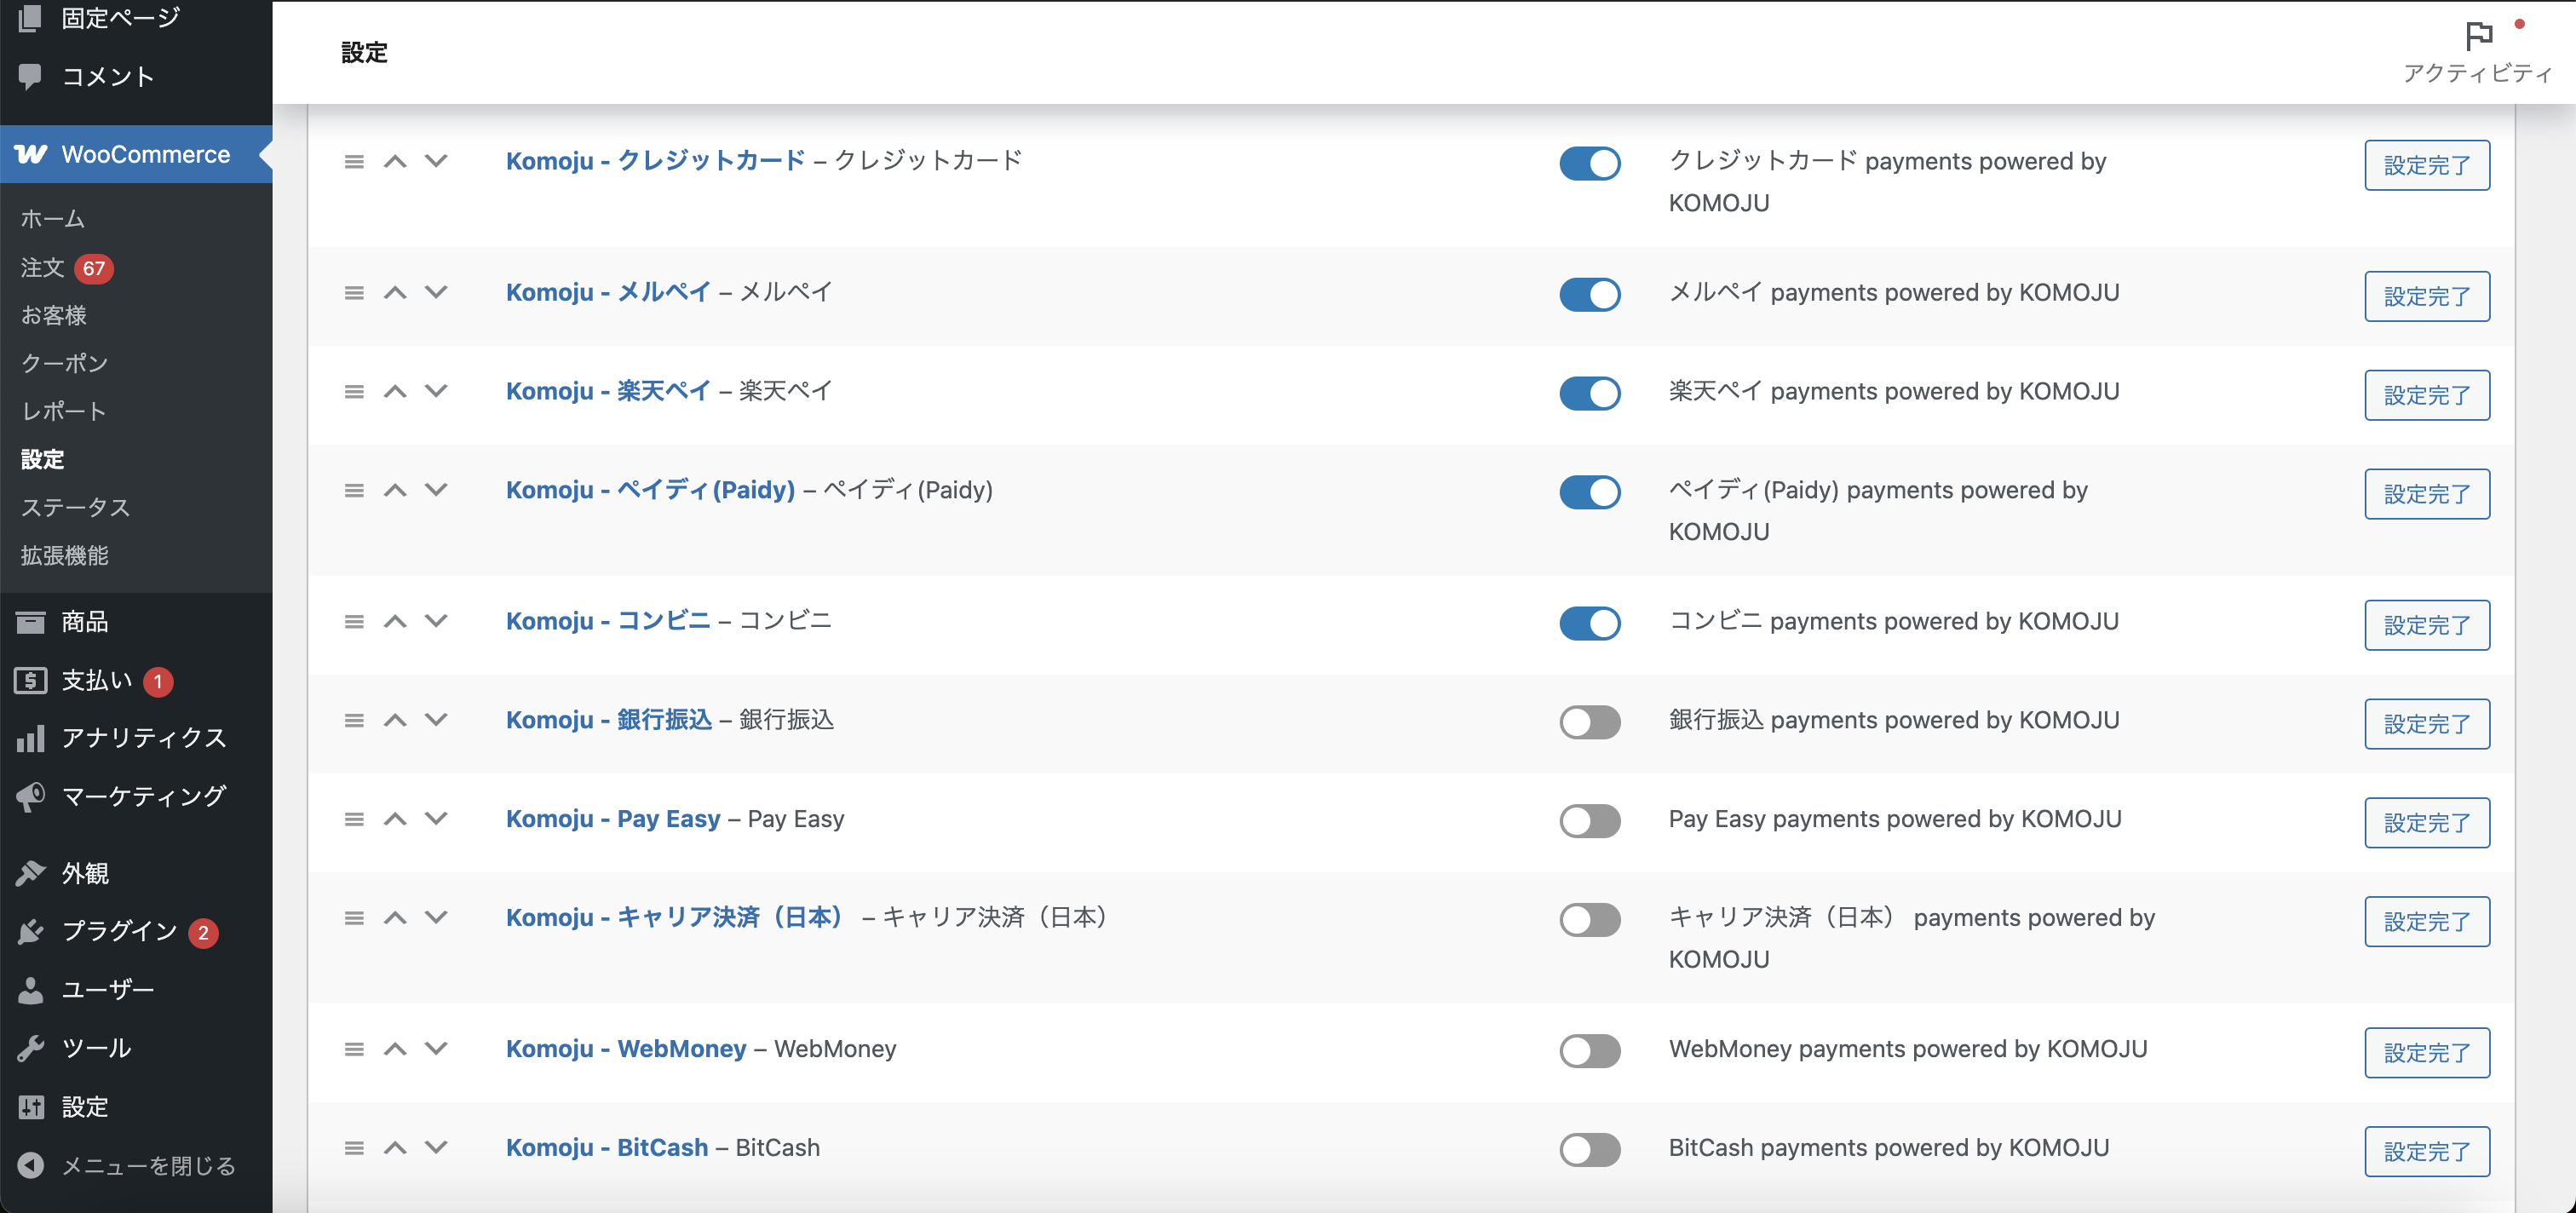 固定ページ
コメント
WooCommerce
ホーム
注文 67
お客様
クーポン
レポート
設定
ステータス
拡張機能
商品
支払い 1
アナリティクス
マーケティング
外観
プラグイン 2
ユーザー
ツール
設定
メニューを閉じる
設定
アクティビティ
Komoju - クレジットカード – クレジットカード
クレジットカード payments powered by
KOMOJU
設定完了
Komoju - メルペイ – メルペイ
メルペイ payments powered by KOMOJU
設定完了
Komoju - 楽天ペイ – 楽天ペイ
楽天ペイ payments powered by KOMOJU
設定完了
Komoju - ペイディ(Paidy) – ペイディ(Paidy)
ペイディ(Paidy) payments powered by
KOMOJU
設定完了
Komoju - コンビニ – コンビニ
コンビニ payments powered by KOMOJU
設定完了
Komoju - 銀行振込 – 銀行振込
銀行振込 payments powered by KOMOJU
設定完了
Komoju - Pay Easy – Pay Easy
Pay Easy payments powered by KOMOJU
設定完了
Komoju - キャリア決済（日本） – キャリア決済（日本）
キャリア決済（日本） payments powered by
KOMOJU
設定完了
Komoju - WebMoney – WebMoney
WebMoney payments powered by KOMOJU
設定完了
Komoju - BitCash – BitCash
BitCash payments powered by KOMOJU
設定完了